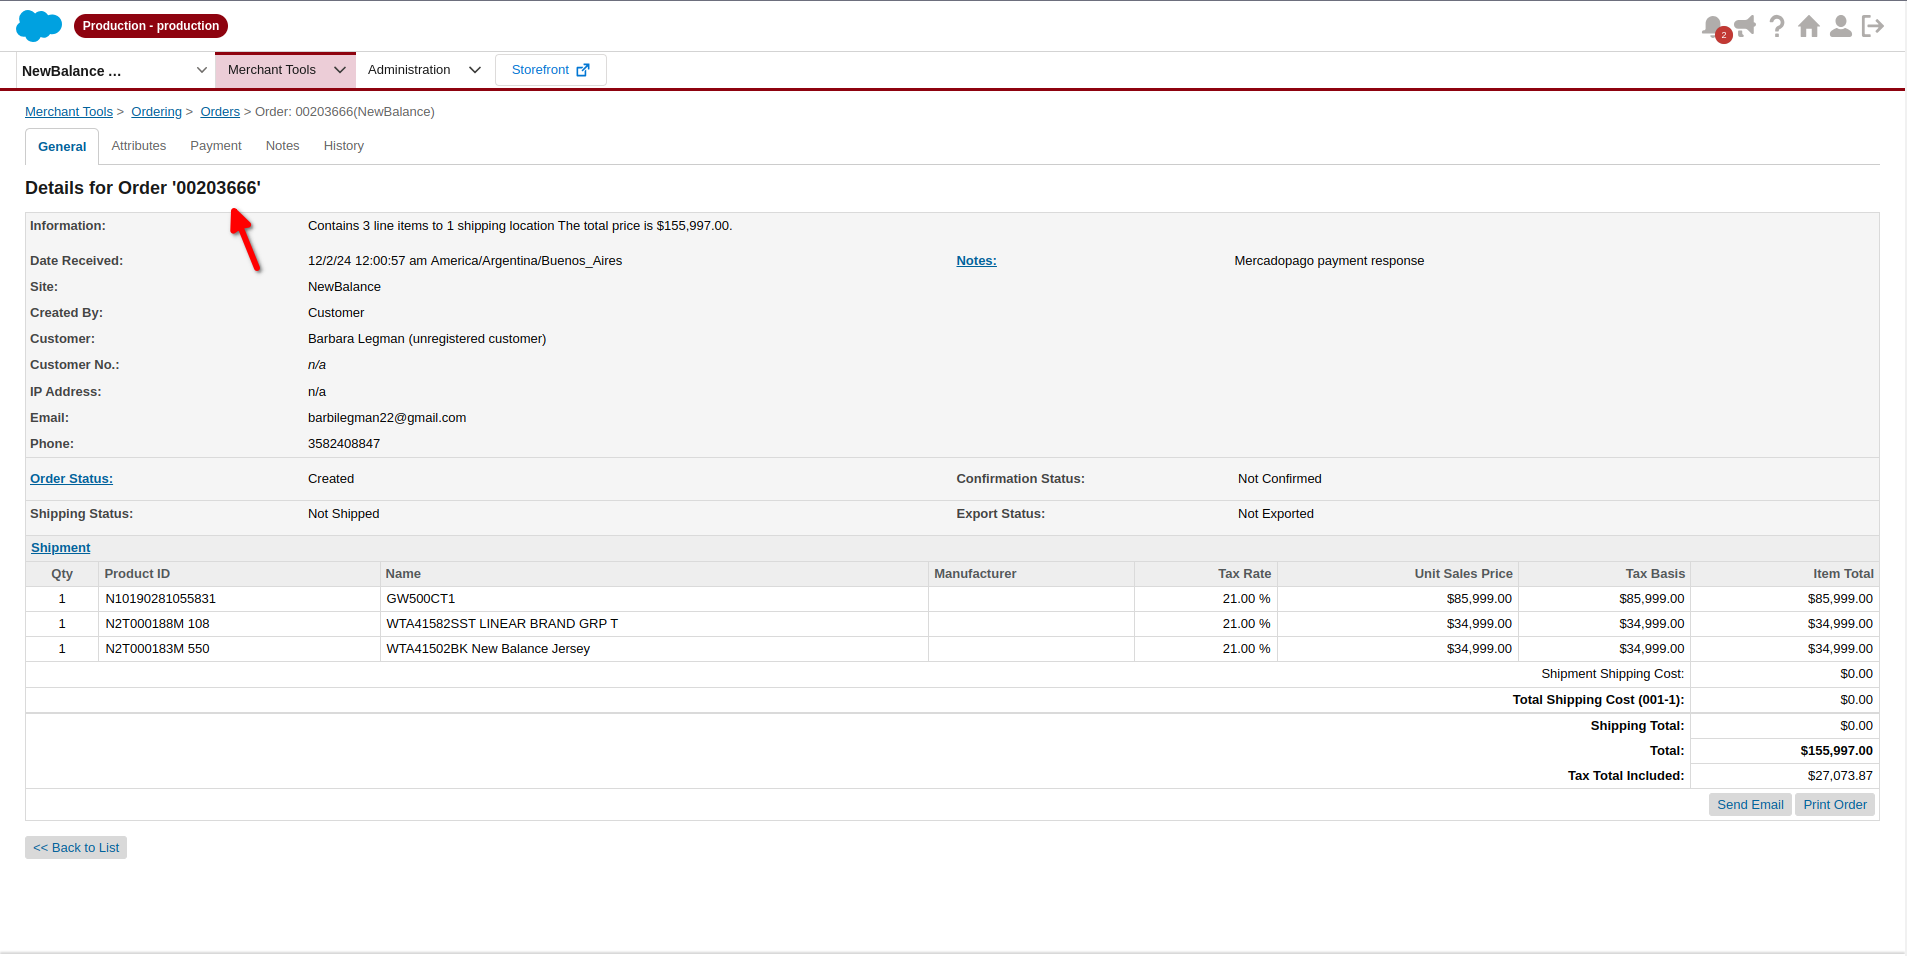 Production - production
2
NewBalance ...
Merchant Tools
Administration
Storefront
Merchant Tools > Ordering > Orders > Order: 00203666(NewBalance)
General Attributes Payment Notes History
Details for Order '00203666'
Information: Contains 3 line items to 1 shipping location The total price is $155,997.00.
Date Received: 12/2/24 12:00:57 am America/Argentina/Buenos_Aires Notes: Mercadopago payment response
Site: NewBalance
Created By: Customer
Customer: Barbara Legman (unregistered customer)
Customer No.: n/a
IP Address: n/a
Email: barbilegman22@gmail.com
Phone: 3582408847
Order Status: Created Confirmation Status: Not Confirmed
Shipping Status: Not Shipped Export Status: Not Exported
Shipment
Qty Product ID Name Manufacturer Tax Rate Unit Sales Price Tax Basis Item Total
1 N10190281055831 GW500CT1 21.00 % $85,999.00 $85,999.00 $85,999.00
1 N2T000188M 108 WTA41582SST LINEAR BRAND GRP T 21.00 % $34,999.00 $34,999.00 $34,999.00
1 N2T000183M 550 WTA41502BK New Balance Jersey 21.00 % $34,999.00 $34,999.00 $34,999.00
Shipment Shipping Cost: $0.00
Total Shipping Cost (001-1): $0.00
Shipping Total: $0.00
Total: $155,997.00
Tax Total Included: $27,073.87
Send Email Print Order
<< Back to List